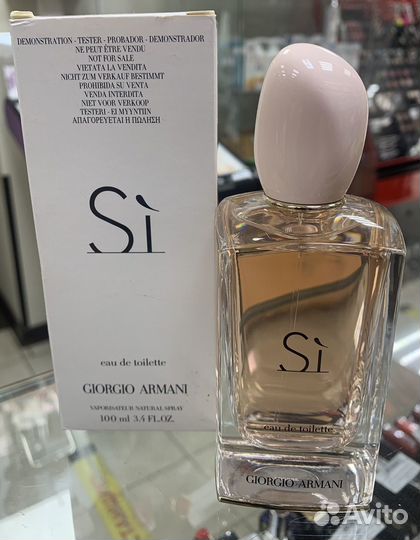 DEMONSTRATION - TESTER - PROBADOR - DEMONSTRADOR
NE PEUT ÊTRE VENDU
NOT FOR SALE
VIETATA LA VENDITA
NICHT ZUM VERKAUF BESTIMMT
PROHIBIDA SU VENTA
VENDA INTERDITA
NIET VOOR VERKOOP
TESTERI - EI MYYNTIIN
ΑΠΑΓΟΡΕΥΕΤΑΙ Η ΠΩΛΗΣΗ
Sì
eau de toilette
GIORGIO ARMANI
VAPORISATEUR NATURAL SPRAY
100 ml 3.4 FL.OZ.
Sì
eau de toilette
GIORGIO ARMANI
Avito